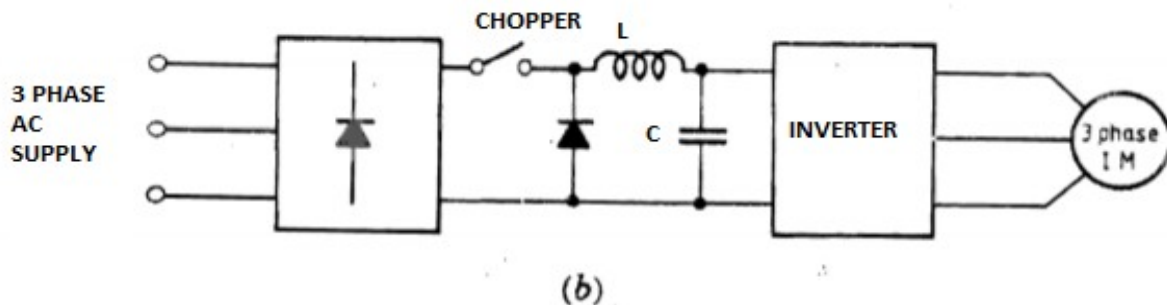 CHOPPER
L
3 PHASE
AC
SUPPLY
C
INVERTER
3 phase
I M
(b)